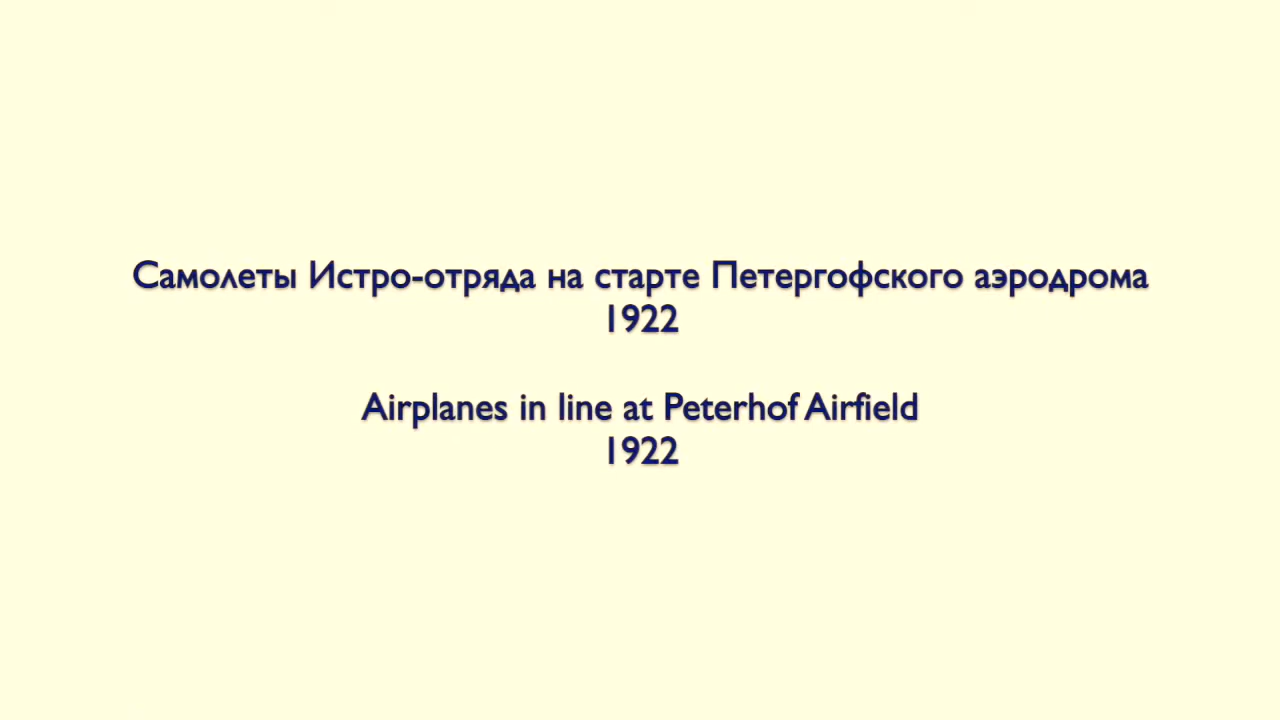 Самолеты Истро-отряда на старте Петергофского аэродрома
1922
Airplanes in line at Peterhof Airfield
1922